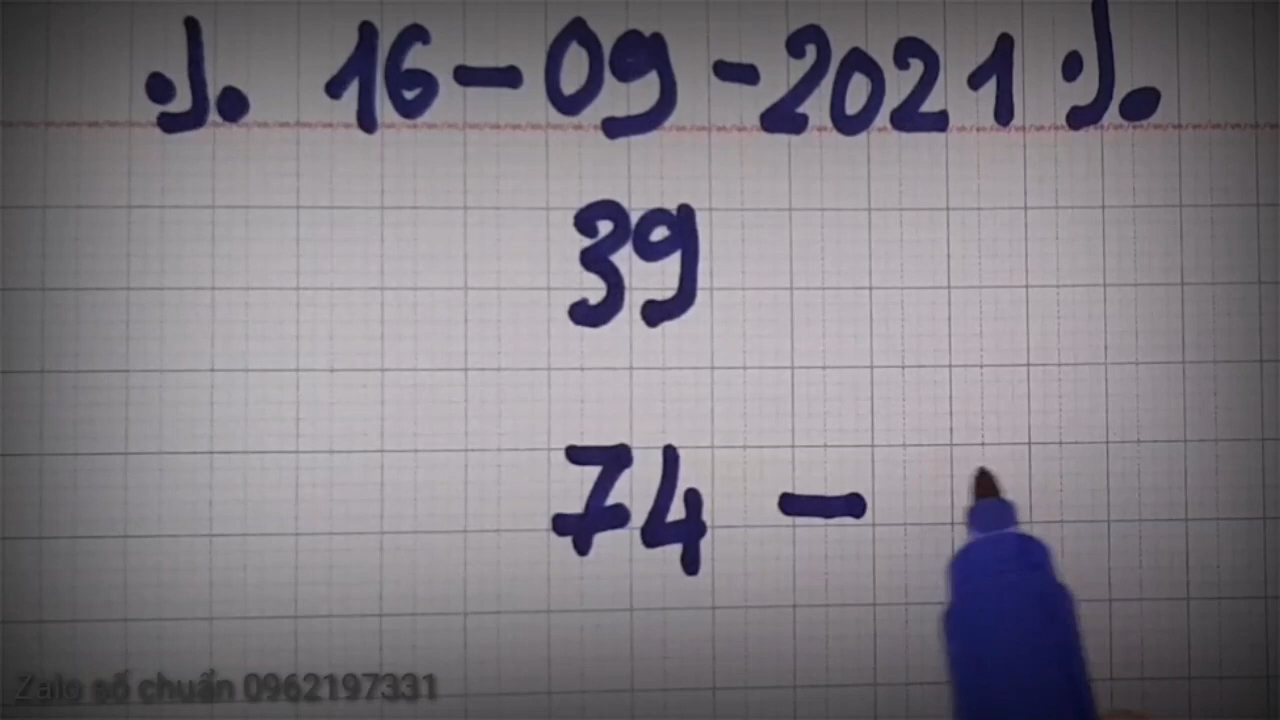 ./. 16-09-2021 ./.
39
74 -
Zalo số chuẩn 0962197331